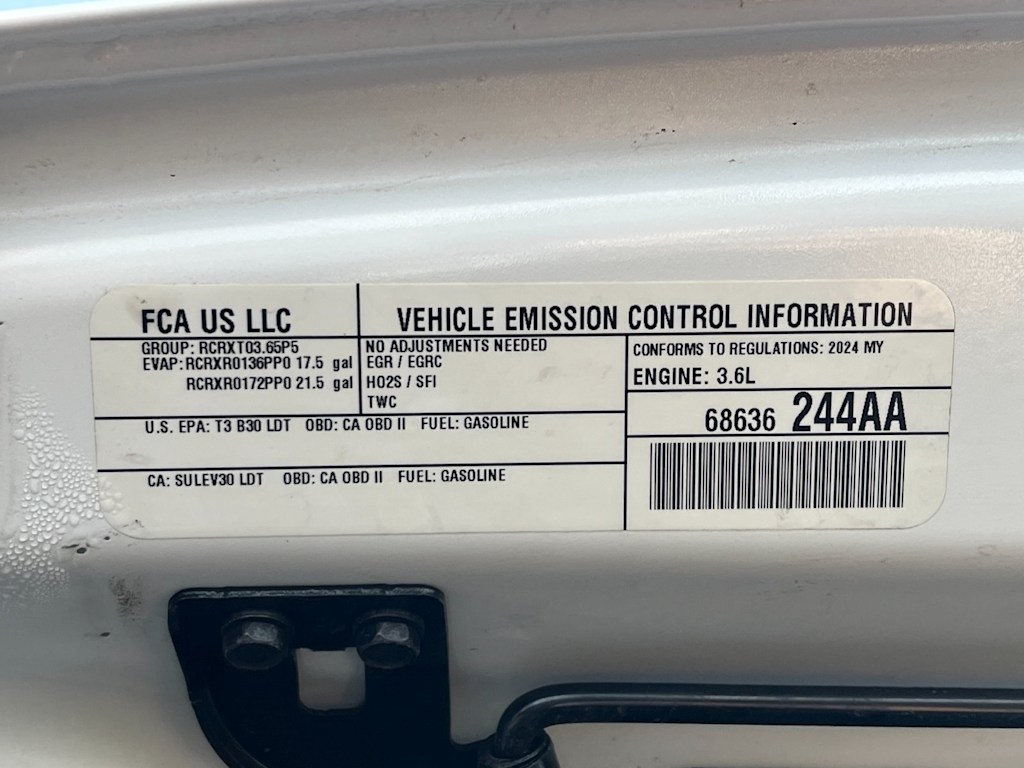 FCA US LLC
VEHICLE EMISSION CONTROL INFORMATION
GROUP: RCRXT03.65P5
EVAP: RCRXR0136PP0 17.5 gal
RCRXR0172PP0 21.5 gal
NO ADJUSTMENTS NEEDED
EGR / EGRC
HO2S / SFI
TWC
CONFORMS TO REGULATIONS: 2024 MY
ENGINE: 3.6L
68636 244AA
U.S. EPA: T3 B30 LDT OBD: CA OBD II FUEL: GASOLINE
CA: SULEV30 LDT OBD: CA OBD II FUEL: GASOLINE